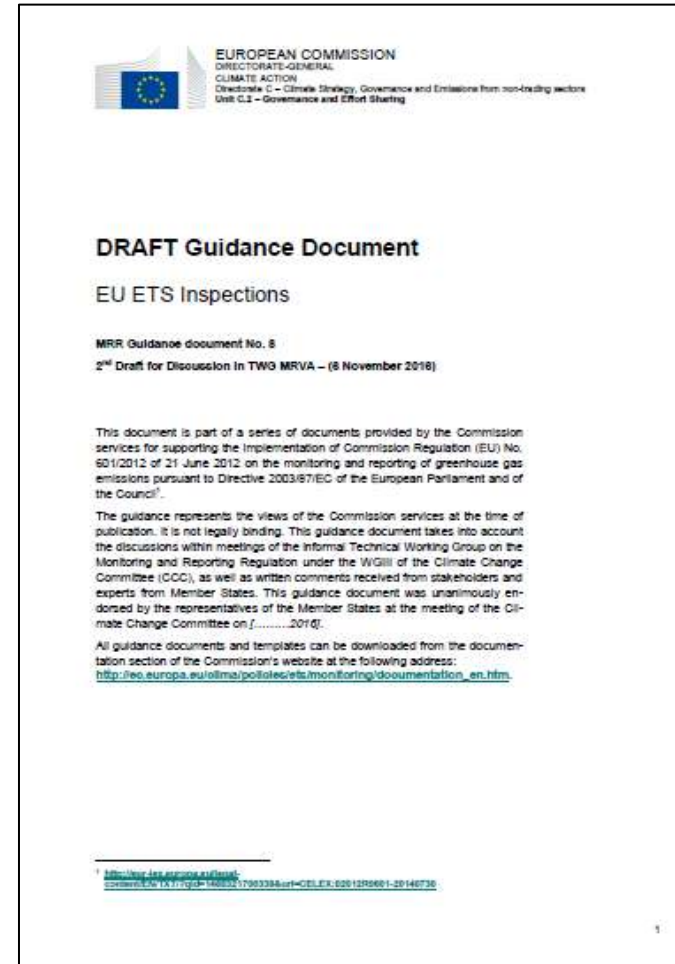 EUROPEAN COMMISSION
DIRECTORATE-GENERAL
CLIMATE ACTION
Directorate C – Climate Strategy, Governance and Emissions from non-trading sectors
Unit C.2 – Governance and Effort Sharing
DRAFT Guidance Document
EU ETS Inspections
MRR Guidance document No. 8
2nd Draft for Discussion in TWG MRVA – (6 November 2016)
This document is part of a series of documents provided by the Commission
services for supporting the implementation of Commission Regulation (EU) No.
601/2012 of 21 June 2012 on the monitoring and reporting of greenhouse gas
emissions pursuant to Directive 2003/87/EC of the European Parliament and of
the Council¹.
The guidance represents the views of the Commission services at the time of
publication. It is not legally binding. This guidance document takes into account
the discussions within meetings of the informal Technical Working Group on the
Monitoring and Reporting Regulation under the WGIII of the Climate Change
Committee (CCC), as well as written comments received from stakeholders and
experts from Member States. This guidance document was unanimously en-
dorsed by the representatives of the Member States at the meeting of the Cli-
mate Change Committee on [.........2016].
All guidance documents and templates can be downloaded from the documen-
tation section of the Commission's website at the following address:
http://ec.europa.eu/clima/policies/ets/monitoring/documentation_en.htm.
1
1